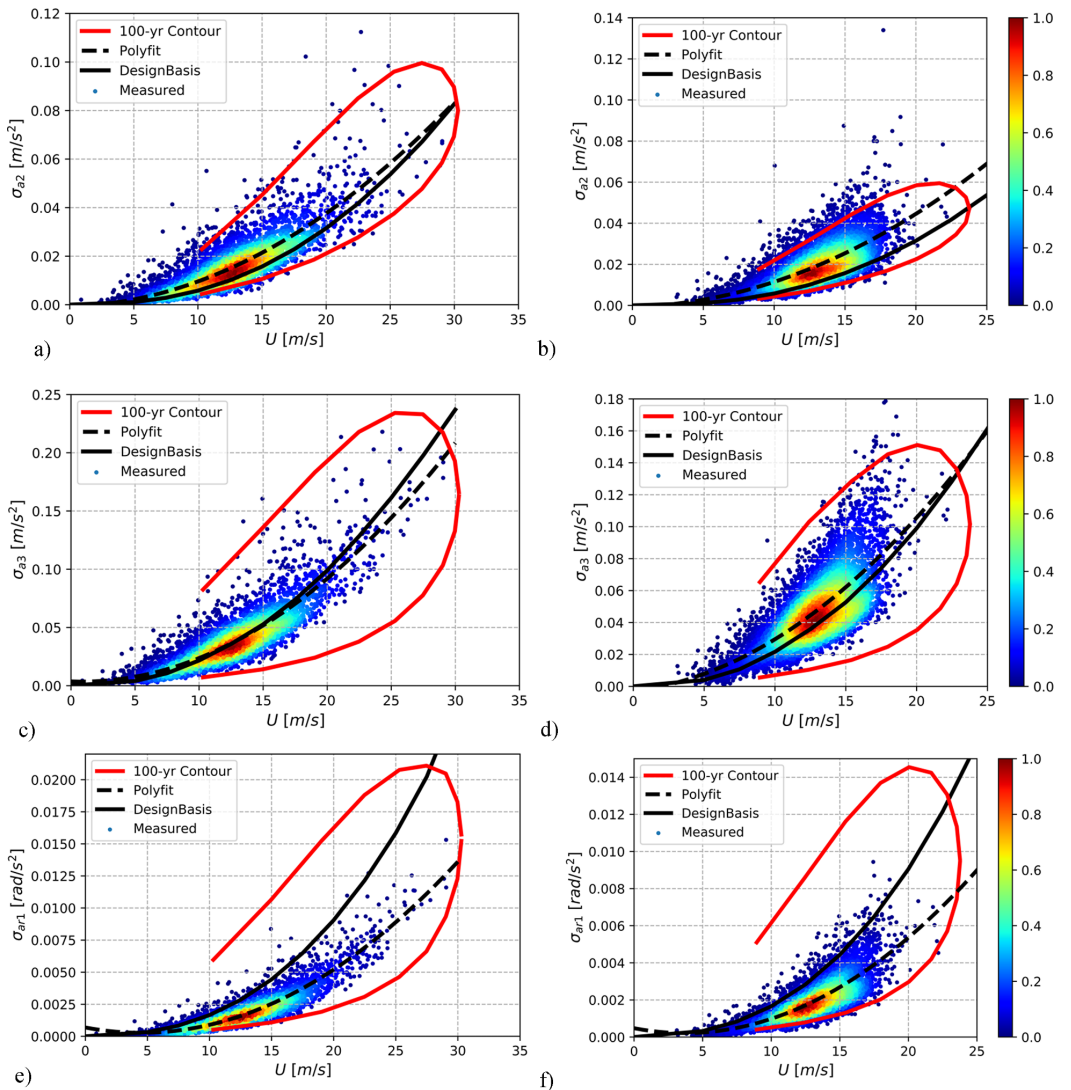 0.12
0.10
0.08
0.06
0.04
0.02
0.00
σa2 [m/s²]
100-yr Contour
Polyfit
DesignBasis
Measured
0 5 10 15 20 25 30 35
U [m/s]
a)
0.14
0.12
0.10
0.08
0.06
0.04
0.02
0.00
σa2 [m/s²]
100-yr Contour
Polyfit
DesignBasis
Measured
0 5 10 15 20 25
U [m/s]
1.0
0.8
0.6
0.4
0.2
0.0
b)
0.25
0.20
0.15
0.10
0.05
0.00
σa3 [m/s²]
100-yr Contour
Polyfit
DesignBasis
Measured
0 5 10 15 20 25 30 35
U [m/s]
c)
0.18
0.16
0.14
0.12
0.10
0.08
0.06
0.04
0.02
0.00
σa3 [m/s²]
100-yr Contour
Polyfit
DesignBasis
Measured
0 5 10 15 20 25
U [m/s]
1.0
0.8
0.6
0.4
0.2
0.0
d)
0.0200
0.0175
0.0150
0.0125
0.0100
0.0075
0.0050
0.0025
0.0000
σar1 [rad/s²]
100-yr Contour
Polyfit
DesignBasis
Measured
0 5 10 15 20 25 30 35
U [m/s]
e)
0.014
0.012
0.010
0.008
0.006
0.004
0.002
0.000
σar1 [rad/s²]
100-yr Contour
Polyfit
DesignBasis
Measured
0 5 10 15 20 25
U [m/s]
1.0
0.8
0.6
0.4
0.2
0.0
f)